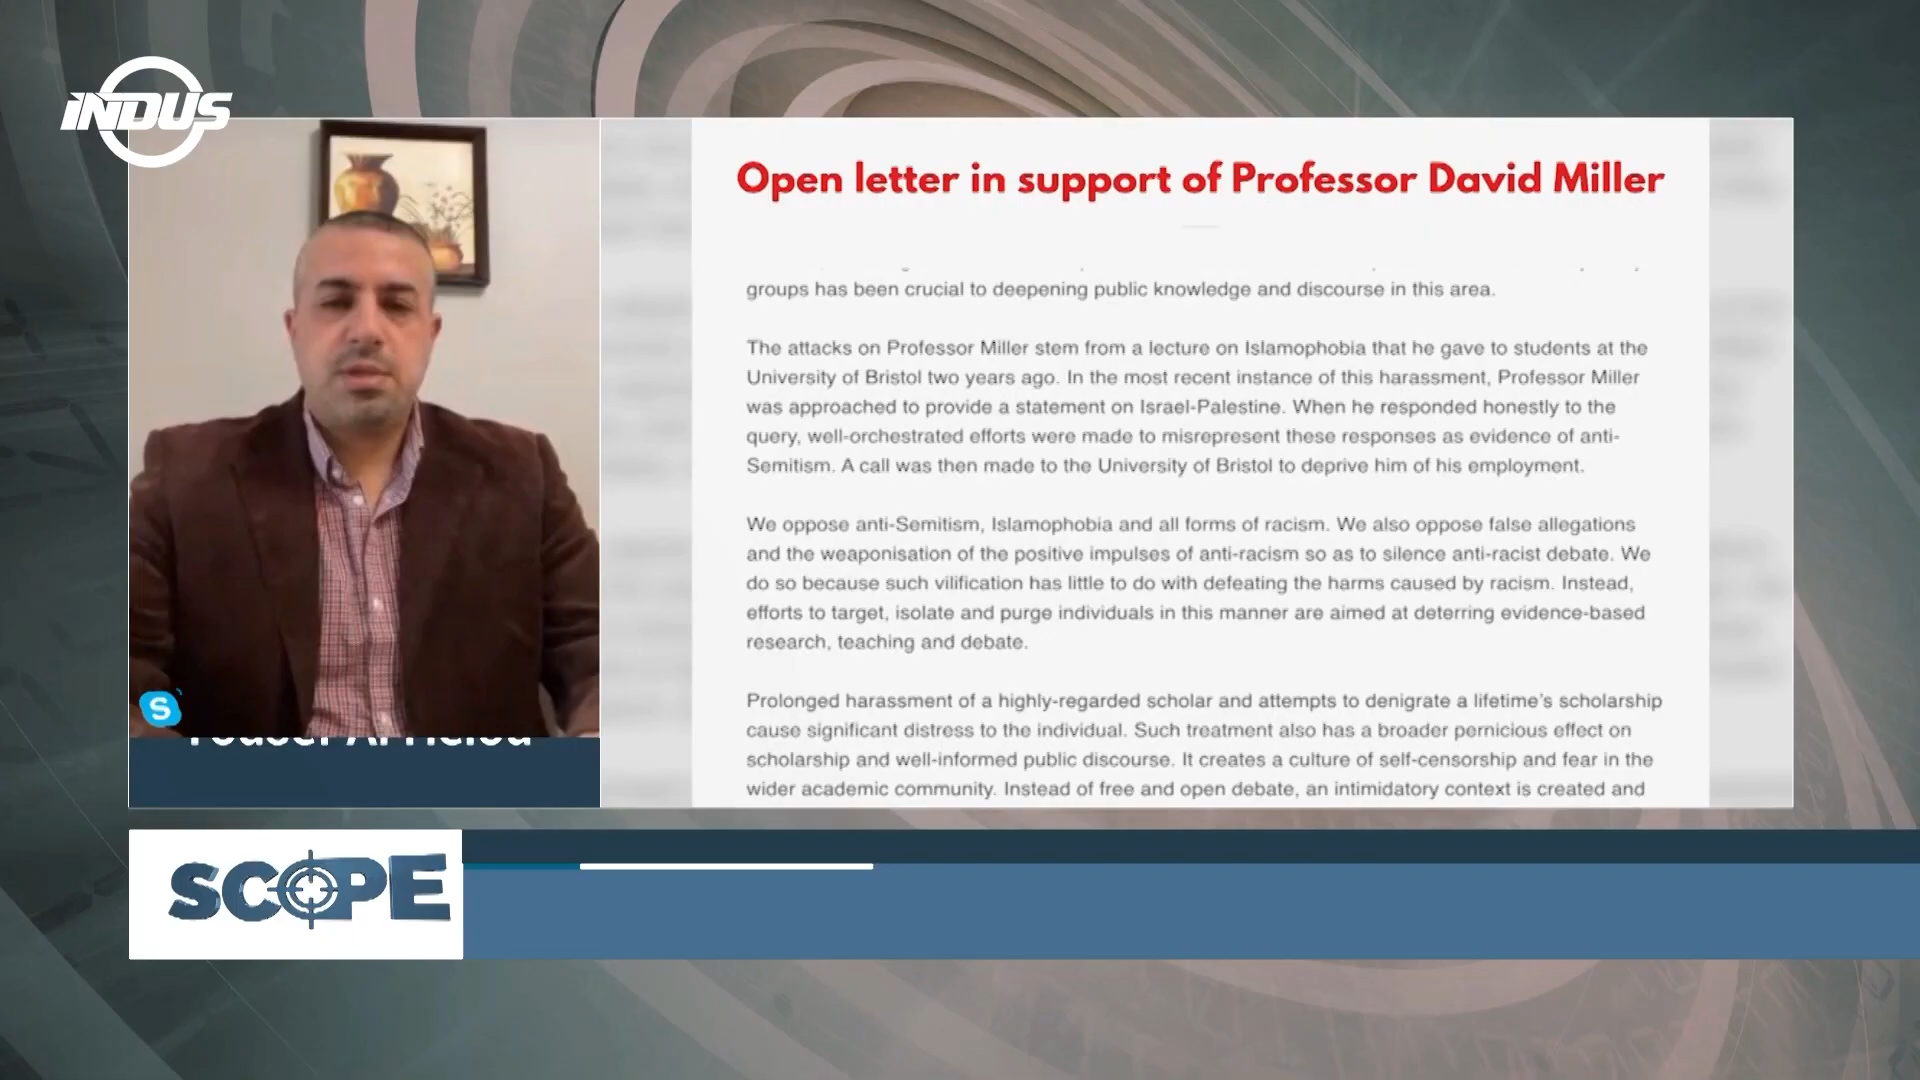 INDUS
Open letter in support of Professor David Miller
groups has been crucial to deepening public knowledge and discourse in this area.
The attacks on Professor Miller stem from a lecture on Islamophobia that he gave to students at the
University of Bristol two years ago. In the most recent instance of this harassment, Professor Miller
was approached to provide a statement on Israel-Palestine. When he responded honestly to the
query, well-orchestrated efforts were made to misrepresent these responses as evidence of anti-
Semitism. A call was then made to the University of Bristol to deprive him of his employment.
We oppose anti-Semitism, Islamophobia and all forms of racism. We also oppose false allegations
and the weaponisation of the positive impulses of anti-racism so as to silence anti-racist debate. We
do so because such vilification has little to do with defeating the harms caused by racism. Instead,
efforts to target, isolate and purge individuals in this manner are aimed at deterring evidence-based
research, teaching and debate.
Prolonged harassment of a highly-regarded scholar and attempts to denigrate a lifetime's scholarship
cause significant distress to the individual. Such treatment also has a broader pernicious effect on
scholarship and well-informed public discourse. It creates a culture of self-censorship and fear in the
wider academic community. Instead of free and open debate, an intimidatory context is created and
S
SCOPE